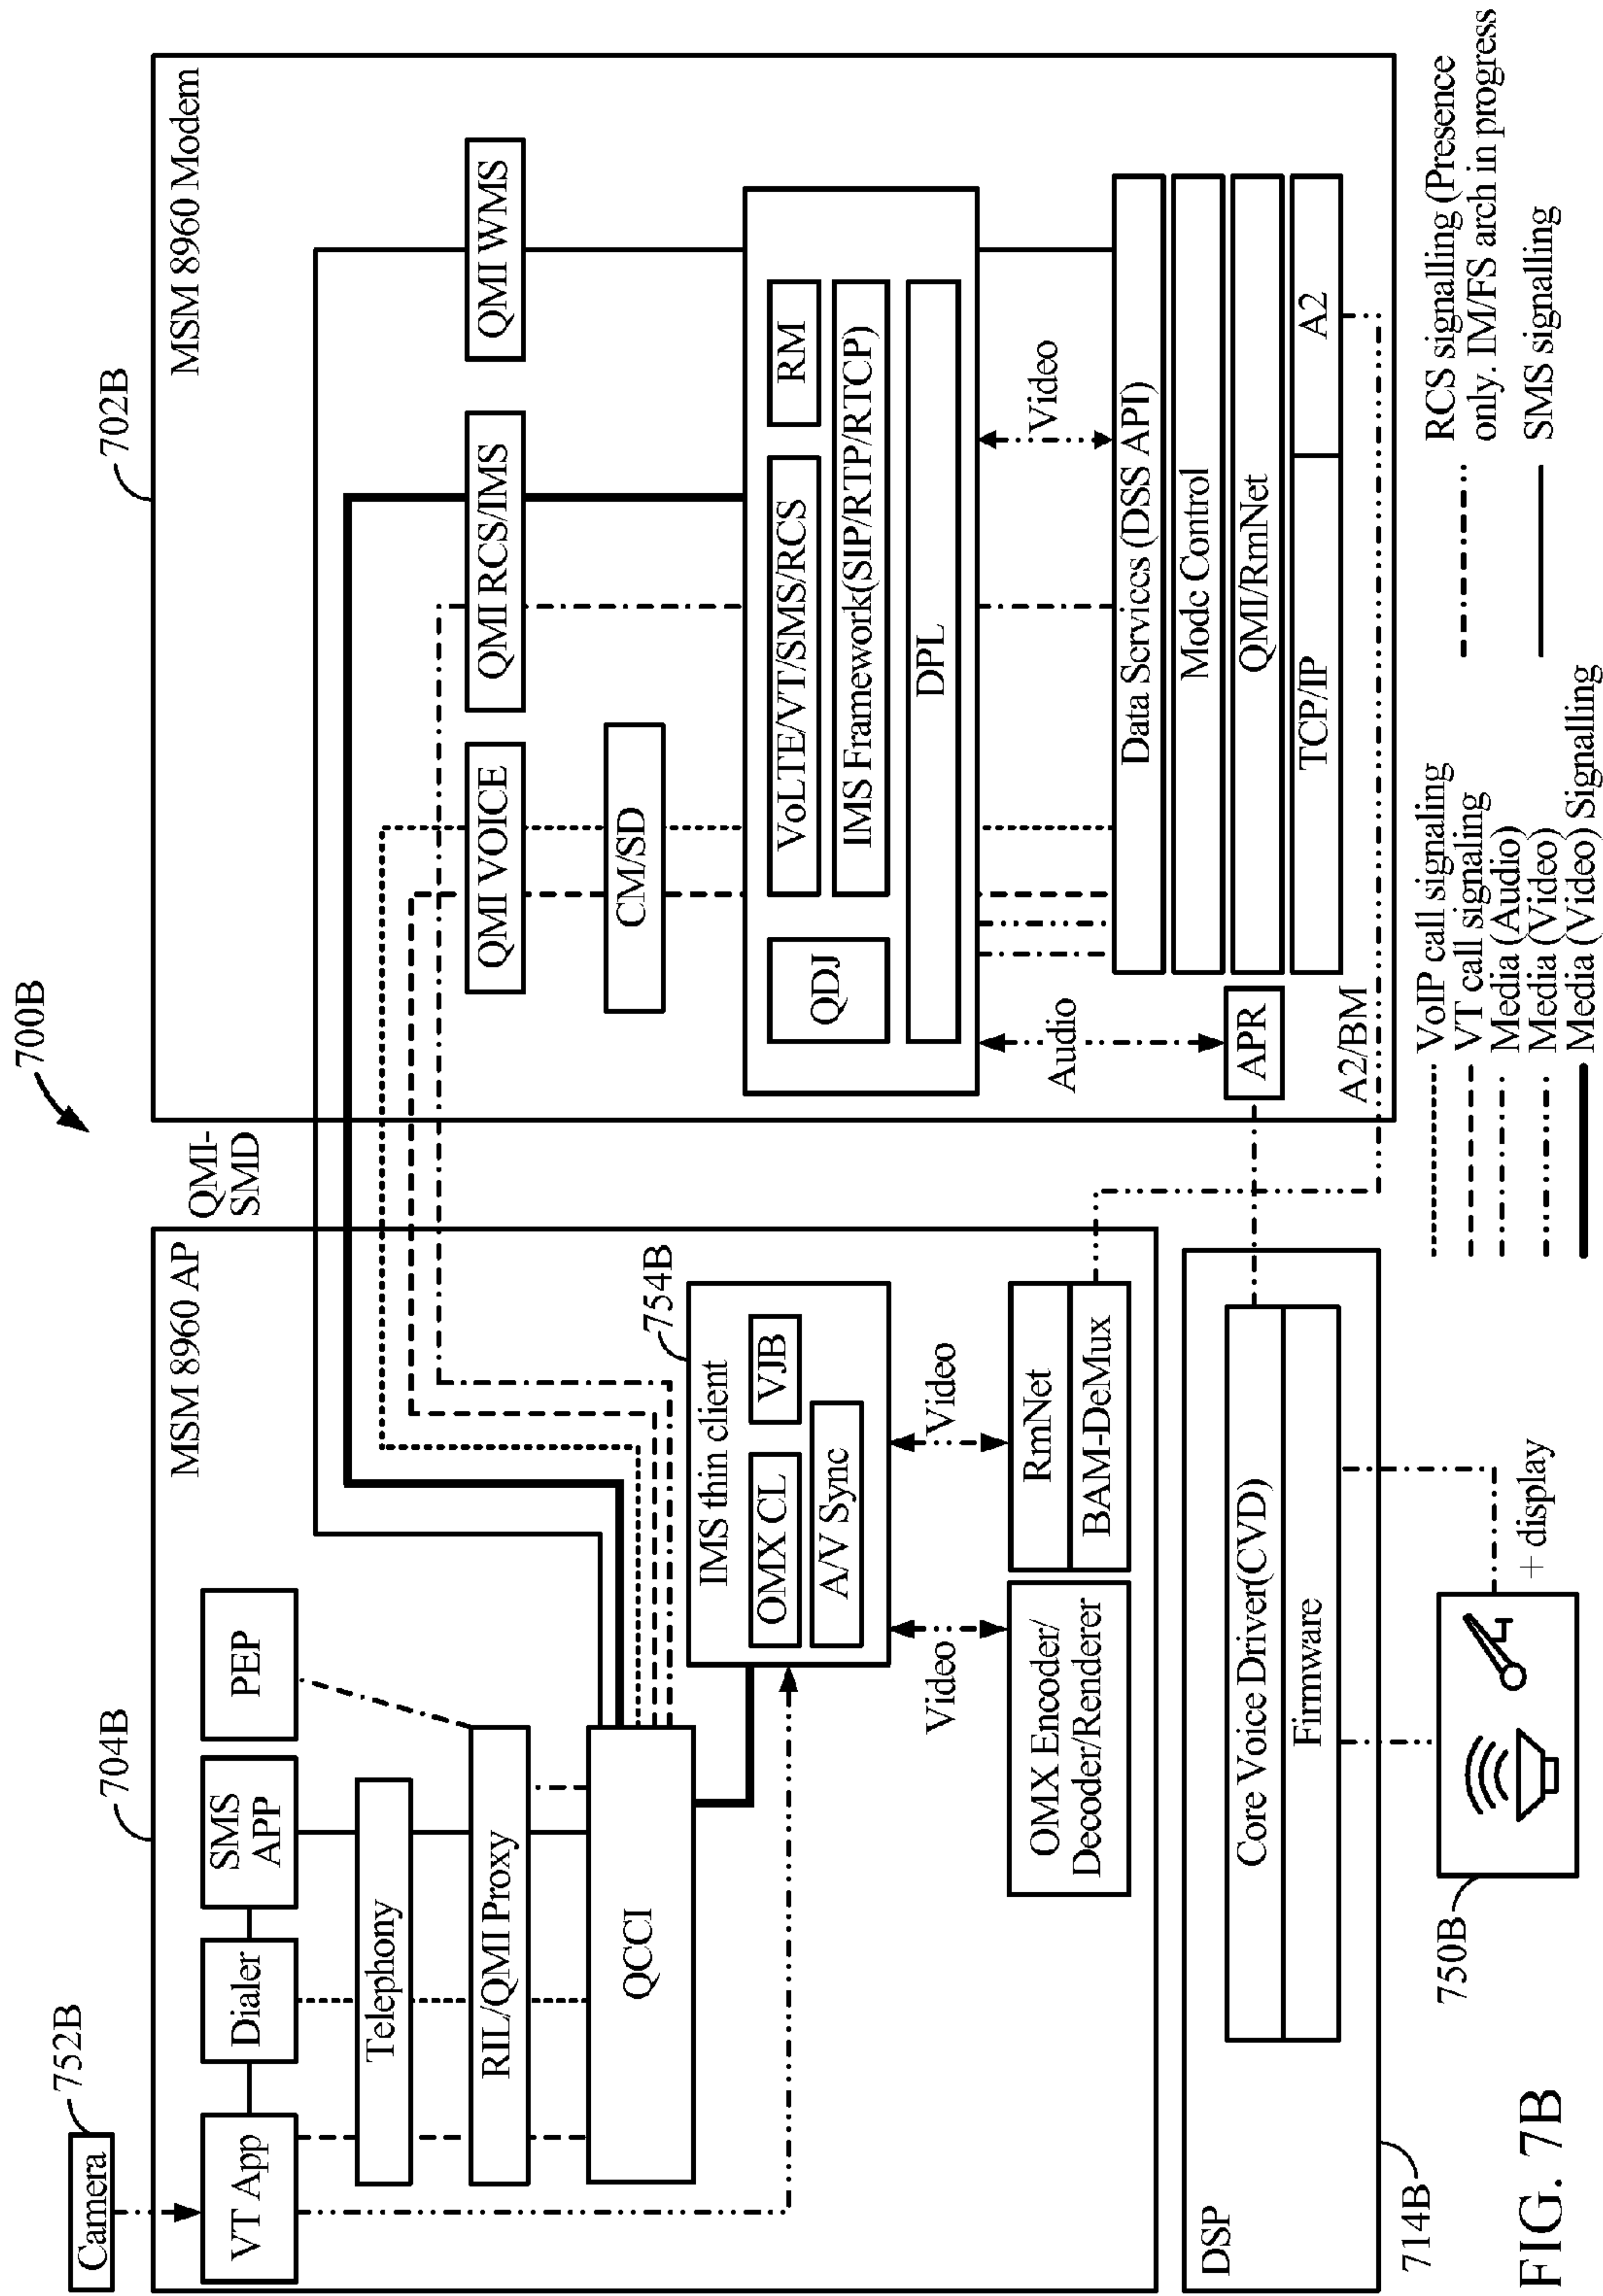 700B
752B
Camera
704B
MSM 8960 AP
VT App
Dialer
SMS
APP
PEP
Telephony
RIL/QMI Proxy
QCCI
IMS thin client
754B
OMX CL
VJB
A/V Sync
Video
Video
OMX Encoder/
Decoder/Renderer
RmNet
BAM-DeMux
QMI-
SMD
702B
MSM 8960 Modem
QMI VOICE
QMI RCS/IMS
QMI WMS
CM/SD
QDJ
VoLTE/VT/SMS/RCS
RM
IMS Framework(SIP/RTP/RTCP)
DPL
Audio
Video
APR
Data Services (DSS API)
Mode Control
QMI/RmNet
TCP/IP
A2
A2/BM
DSP
714B
Core Voice Driver(CVD)
Firmware
750B
+ display
VoIP call signaling
VT call signaling
Media (Audio)
Media (Video)
Media (Video) Signalling
RCS signalling (Presence
only. IM/FS arch in progress
SMS signalling
FIG. 7B